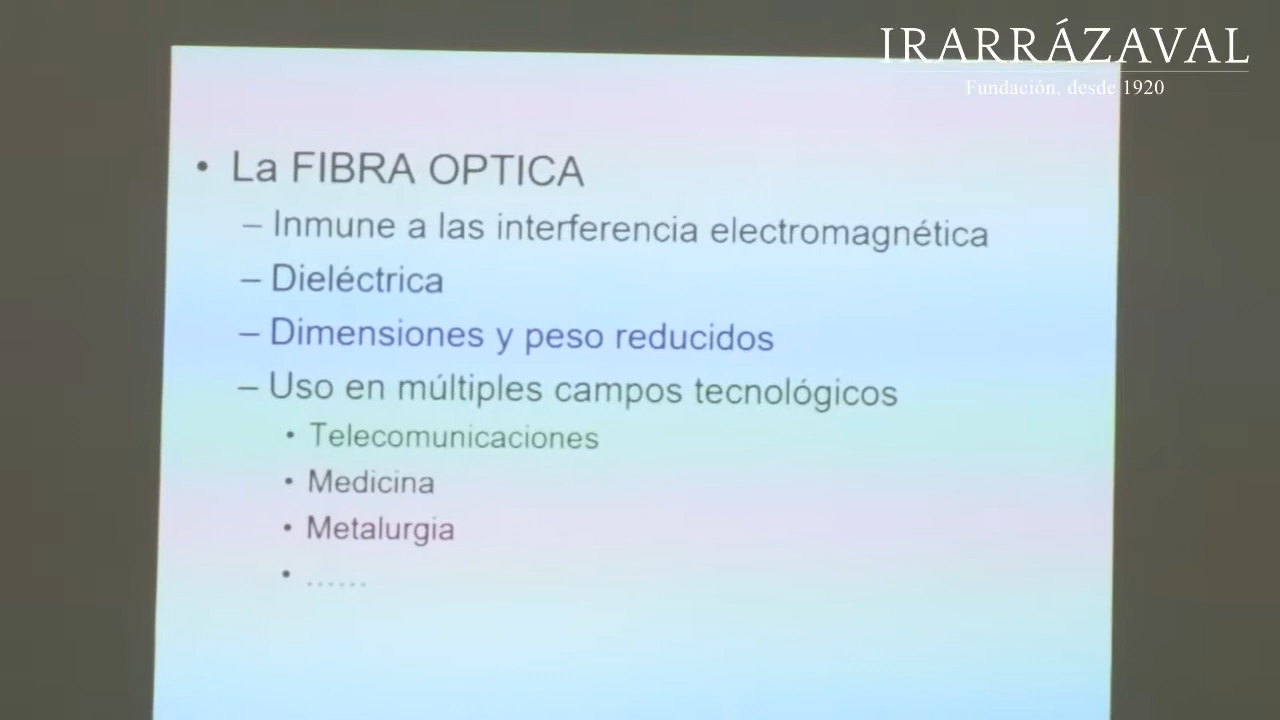 IRARRÁZAVAL
Fundación, desde 1920
• La FIBRA OPTICA
– Inmune a las interferencia electromagnética
– Dieléctrica
– Dimensiones y peso reducidos
– Uso en múltiples campos tecnológicos
• Telecomunicaciones
• Medicina
• Metalurgia
• ......